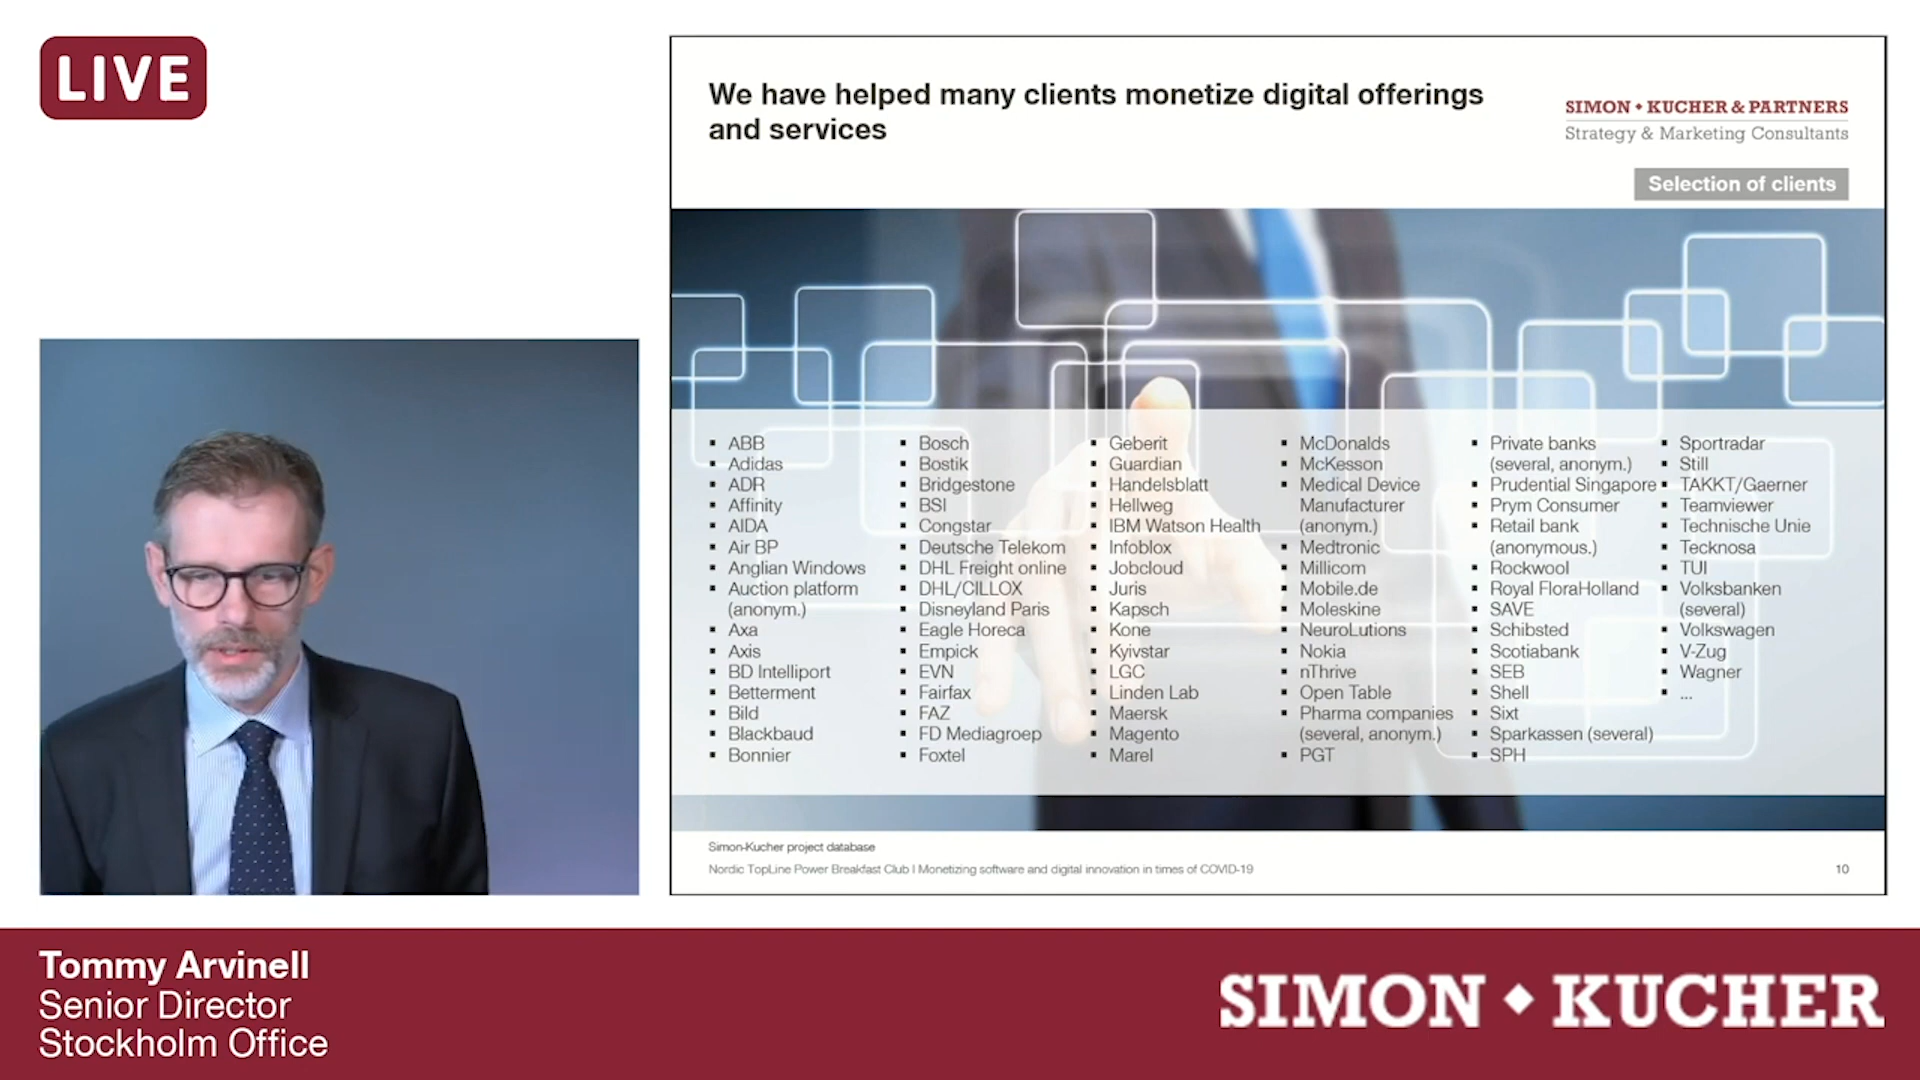 LIVE
We have helped many clients monetize digital offerings
and services
SIMON • KUCHER & PARTNERS
Strategy & Marketing Consultants
Selection of clients
▪ ABB
▪ Adidas
▪ ADR
▪ Affinity
▪ AIDA
▪ Air BP
▪ Anglian Windows
▪ Auction platform
(anonym.)
▪ Axa
▪ Axis
▪ BD Intelliport
▪ Betterment
▪ Bild
▪ Blackbaud
▪ Bonnier
▪ Bosch
▪ Bostik
▪ Bridgestone
▪ BSI
▪ Congstar
▪ Deutsche Telekom
▪ DHL Freight online
▪ DHL/CILLOX
▪ Disneyland Paris
▪ Eagle Horeca
▪ Empick
▪ EVN
▪ Fairfax
▪ FAZ
▪ FD Mediagroep
▪ Foxtel
▪ Geberit
▪ Guardian
▪ Handelsblatt
▪ Hellweg
▪ IBM Watson Health
▪ Infoblox
▪ Jobcloud
▪ Juris
▪ Kapsch
▪ Kone
▪ Kyivstar
▪ LGC
▪ Linden Lab
▪ Maersk
▪ Magento
▪ Marel
▪ McDonalds
▪ McKesson
▪ Medical Device
Manufacturer
(anonym.)
▪ Medtronic
▪ Millicom
▪ Mobile.de
▪ Moleskine
▪ NeuroLutions
▪ Nokia
▪ nThrive
▪ Open Table
▪ Pharma companies
(several, anonym.)
▪ PGT
▪ Private banks
(several, anonym.)
▪ Prudential Singapore
▪ Prym Consumer
▪ Retail bank
(anonymous.)
▪ Rockwool
▪ Royal FloraHolland
▪ SAVE
▪ Schibsted
▪ Scotiabank
▪ SEB
▪ Shell
▪ Sixt
▪ Sparkassen (several)
▪ SPH
▪ Sportradar
▪ Still
▪ TAKKT/Gaerner
▪ Teamviewer
▪ Technische Unie
▪ Tecknosa
▪ TUI
▪ Volksbanken
(several)
▪ Volkswagen
▪ V-Zug
▪ Wagner
▪ ...
Simon-Kucher project database
Nordic TopLine Power Breakfast Club I Monetizing software and digital innovation in times of COVID-19
10
Tommy Arvinell
Senior Director
Stockholm Office
SIMON ◆ KUCHER